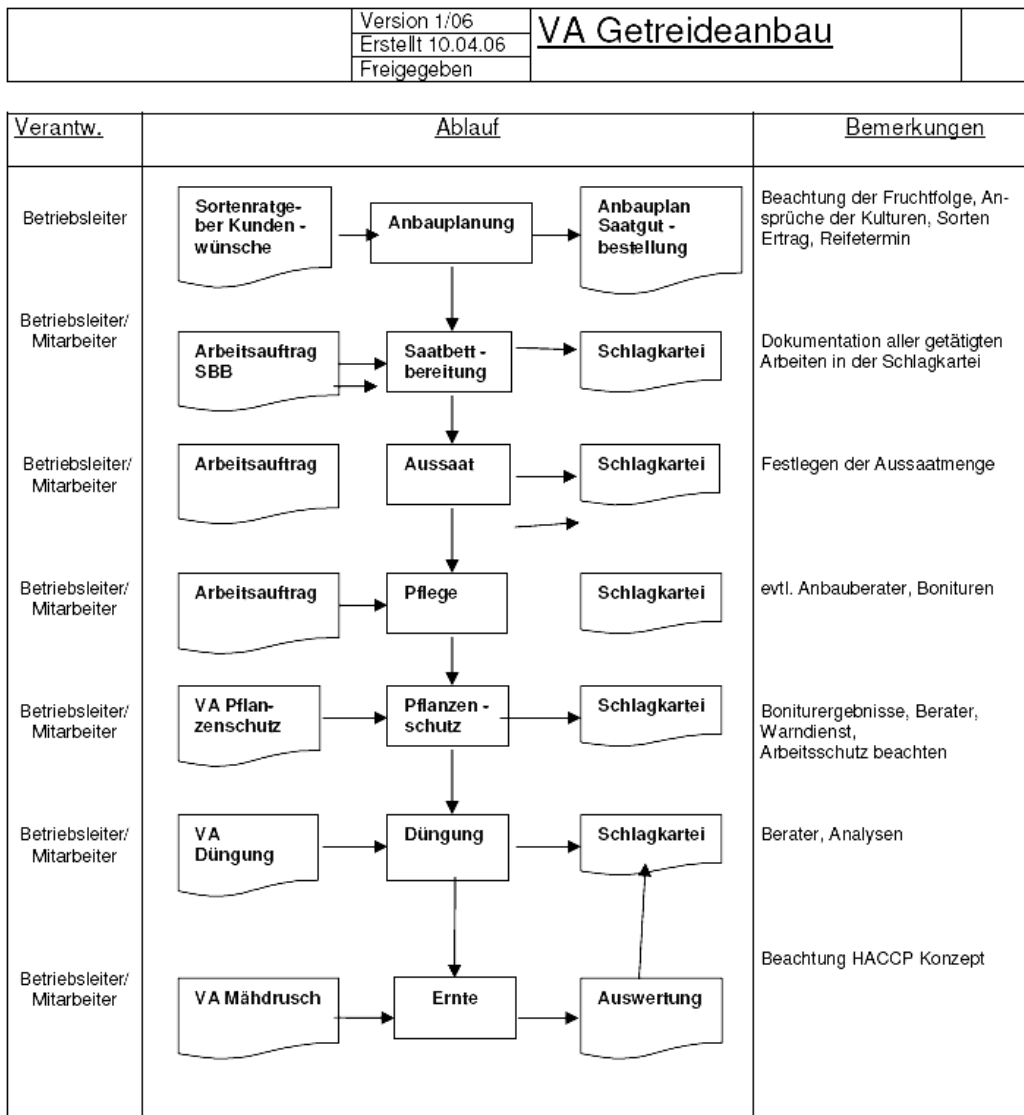 Version 1/06
Erstellt 10.04.06
Freigegeben
VA Getreideanbau
Verantw.
Ablauf
Bemerkungen
Betriebsleiter
Sortenratge-
ber Kunden -
wünsche
Anbauplanung
Anbauplan
Saatgut -
bestellung
Beachtung der Fruchtfolge, An-
sprüche der Kulturen, Sorten
Ertrag, Reifetermin
Betriebsleiter/
Mitarbeiter
Arbeitsauftrag
SBB
Saatbett -
bereitung
Schlagkartei
Dokumentation aller getätigten
Arbeiten in der Schlagkartei
Betriebsleiter/
Mitarbeiter
Arbeitsauftrag
Aussaat
Schlagkartei
Festlegen der Aussaatmenge
Betriebsleiter/
Mitarbeiter
Arbeitsauftrag
Pflege
Schlagkartei
evtl. Anbauberater, Bonituren
Betriebsleiter/
Mitarbeiter
VA Pflan-
zenschutz
Pflanzen -
schutz
Schlagkartei
Boniturergebnisse, Berater,
Warndienst,
Arbeitsschutz beachten
Betriebsleiter/
Mitarbeiter
VA
Düngung
Düngung
Schlagkartei
Berater, Analysen
Betriebsleiter/
Mitarbeiter
VA Mähdrusch
Ernte
Auswertung
Beachtung HACCP Konzept